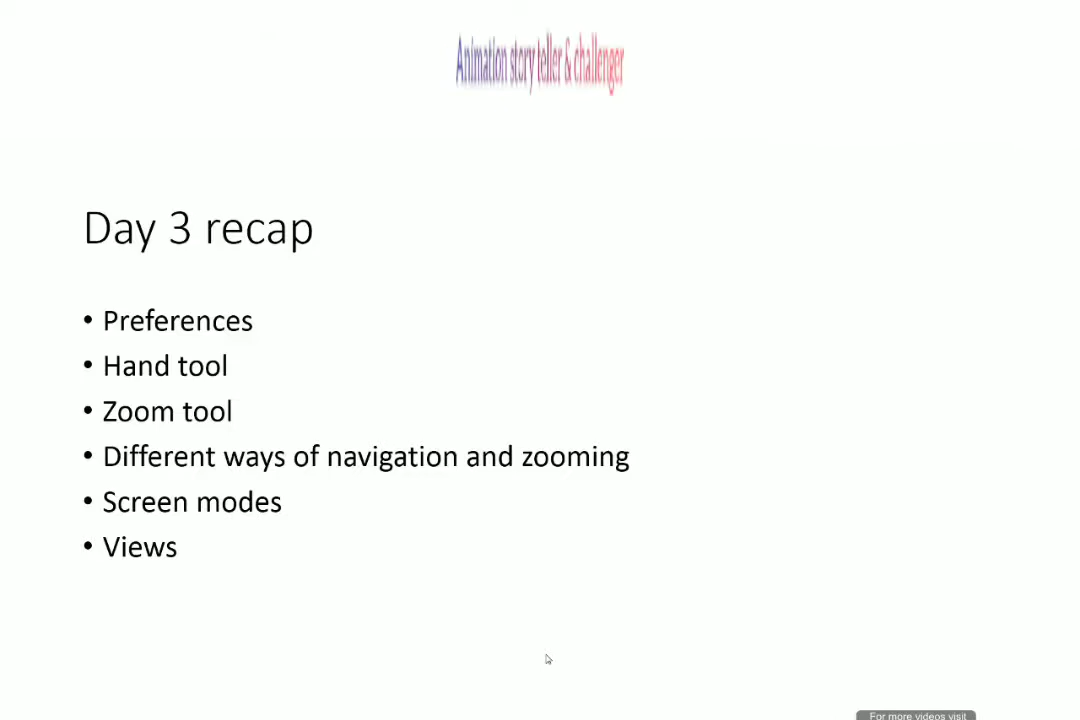 Animation story teller & challenger
Day 3 recap
• Preferences
• Hand tool
• Zoom tool
• Different ways of navigation and zooming
• Screen modes
• Views
For more videos visit